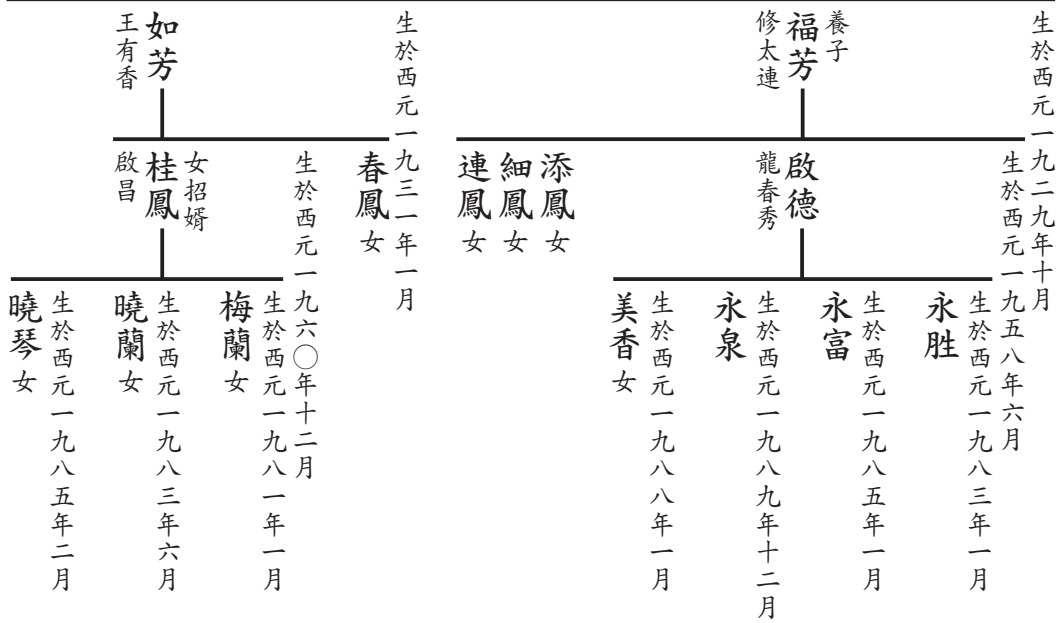 生於西元一九二九年十月
養子
福芳
修太連
生於西元一九五八年六月
啟德
龍春秀
添鳳 女
細鳳 女
連鳳 女
生於西元一九八三年一月
永胜
生於西元一九八五年一月
永富
生於西元一九八九年十二月
永泉
生於西元一九八八年一月
美香 女
生於西元一九三一年一月
如芳
王有香
春鳳 女
生於西元一九六〇年十二月
女招婿
桂鳳
啟昌
生於西元一九八一年一月
梅蘭 女
生於西元一九八三年六月
曉蘭 女
生於西元一九八五年二月
曉琴 女